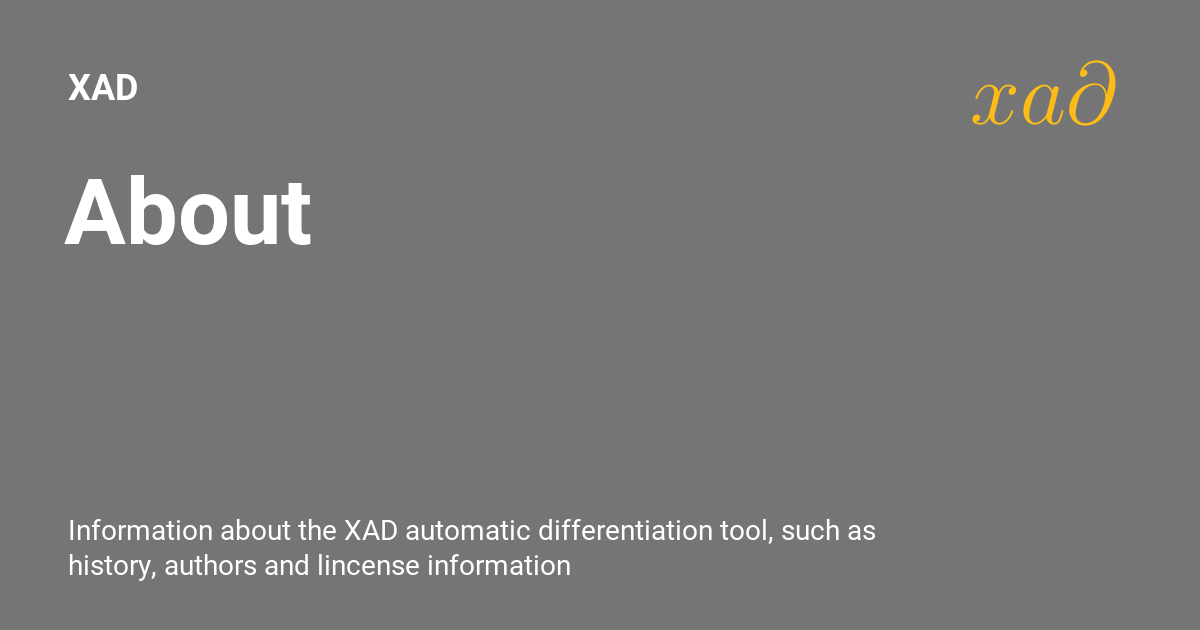 XAD
xa∂
About
Information about the XAD automatic differentiation tool, such as
history, authors and lincense information